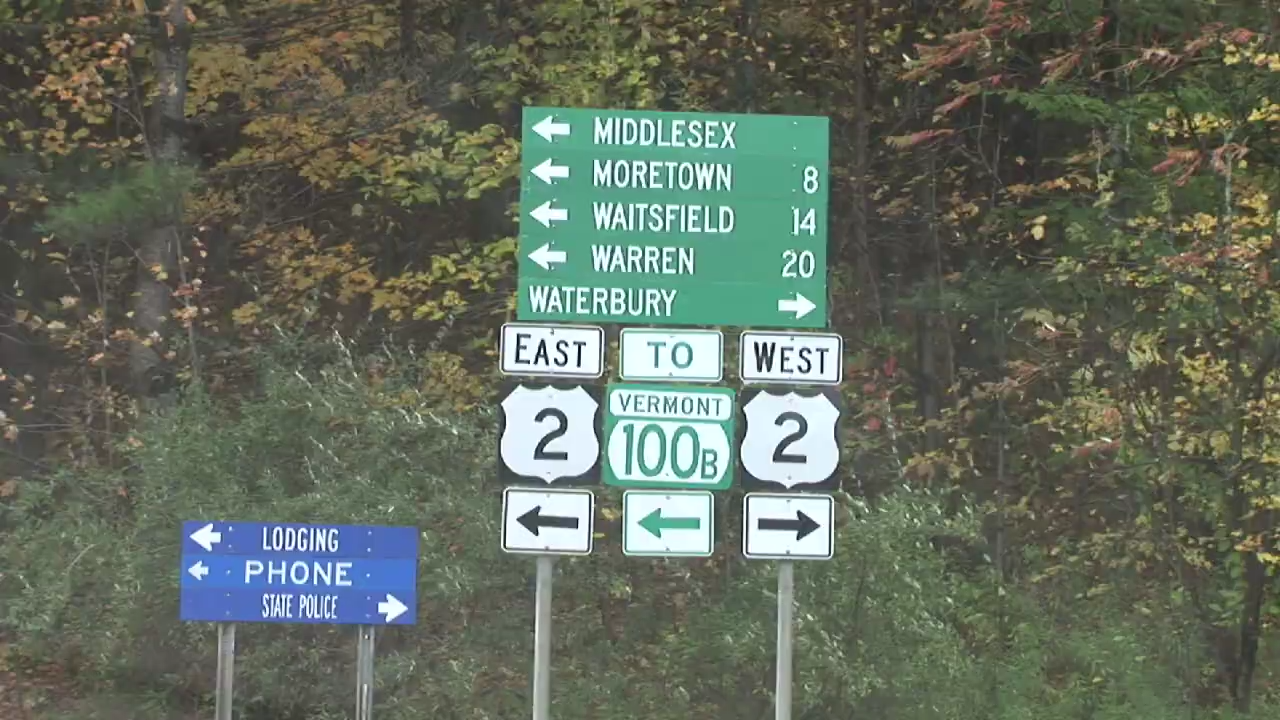 MIDDLESEX
MORETOWN 8
WAITSFIELD 14
WARREN 20
WATERBURY
EAST TO WEST
2 VERMONT 100B 2
LODGING
PHONE
STATE POLICE